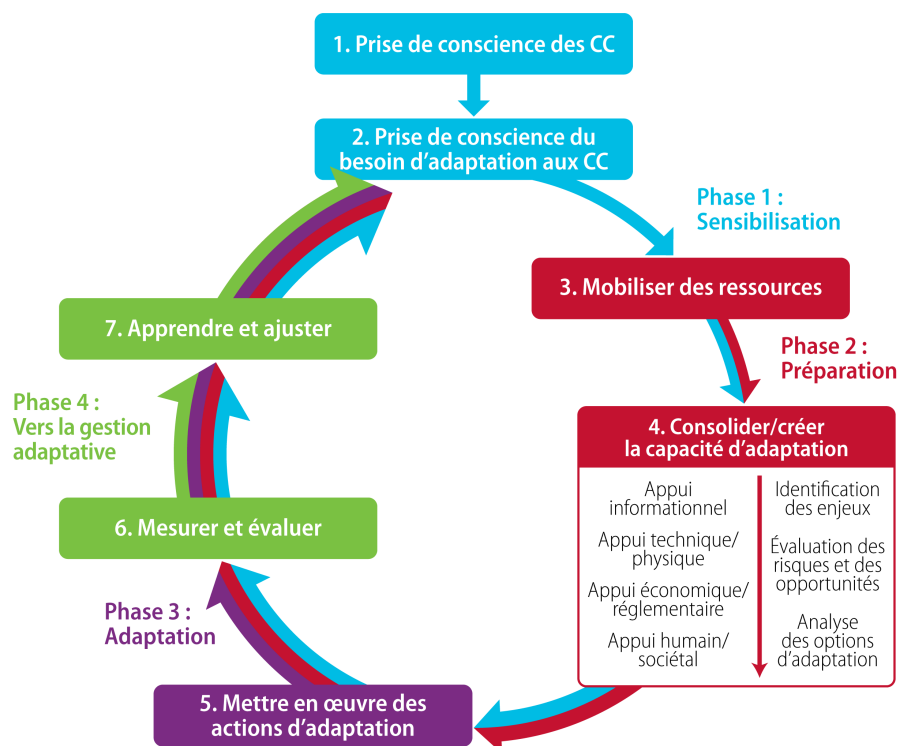 1. Prise de conscience des CC
2. Prise de conscience du
besoin d’adaptation aux CC
Phase 1 :
Sensibilisation
3. Mobiliser des ressources
Phase 2 :
Préparation
4. Consolider/créer
la capacité d’adaptation
Appui
informationnel
Appui technique/
physique
Appui économique/
réglementaire
Appui humain/
sociétal
Identification
des enjeux
Évaluation des
risques et des
opportunités
Analyse
des options
d’adaptation
5. Mettre en œuvre des
actions d’adaptation
Phase 3 :
Adaptation
6. Mesurer et évaluer
Phase 4 :
Vers la gestion
adaptative
7. Apprendre et ajuster